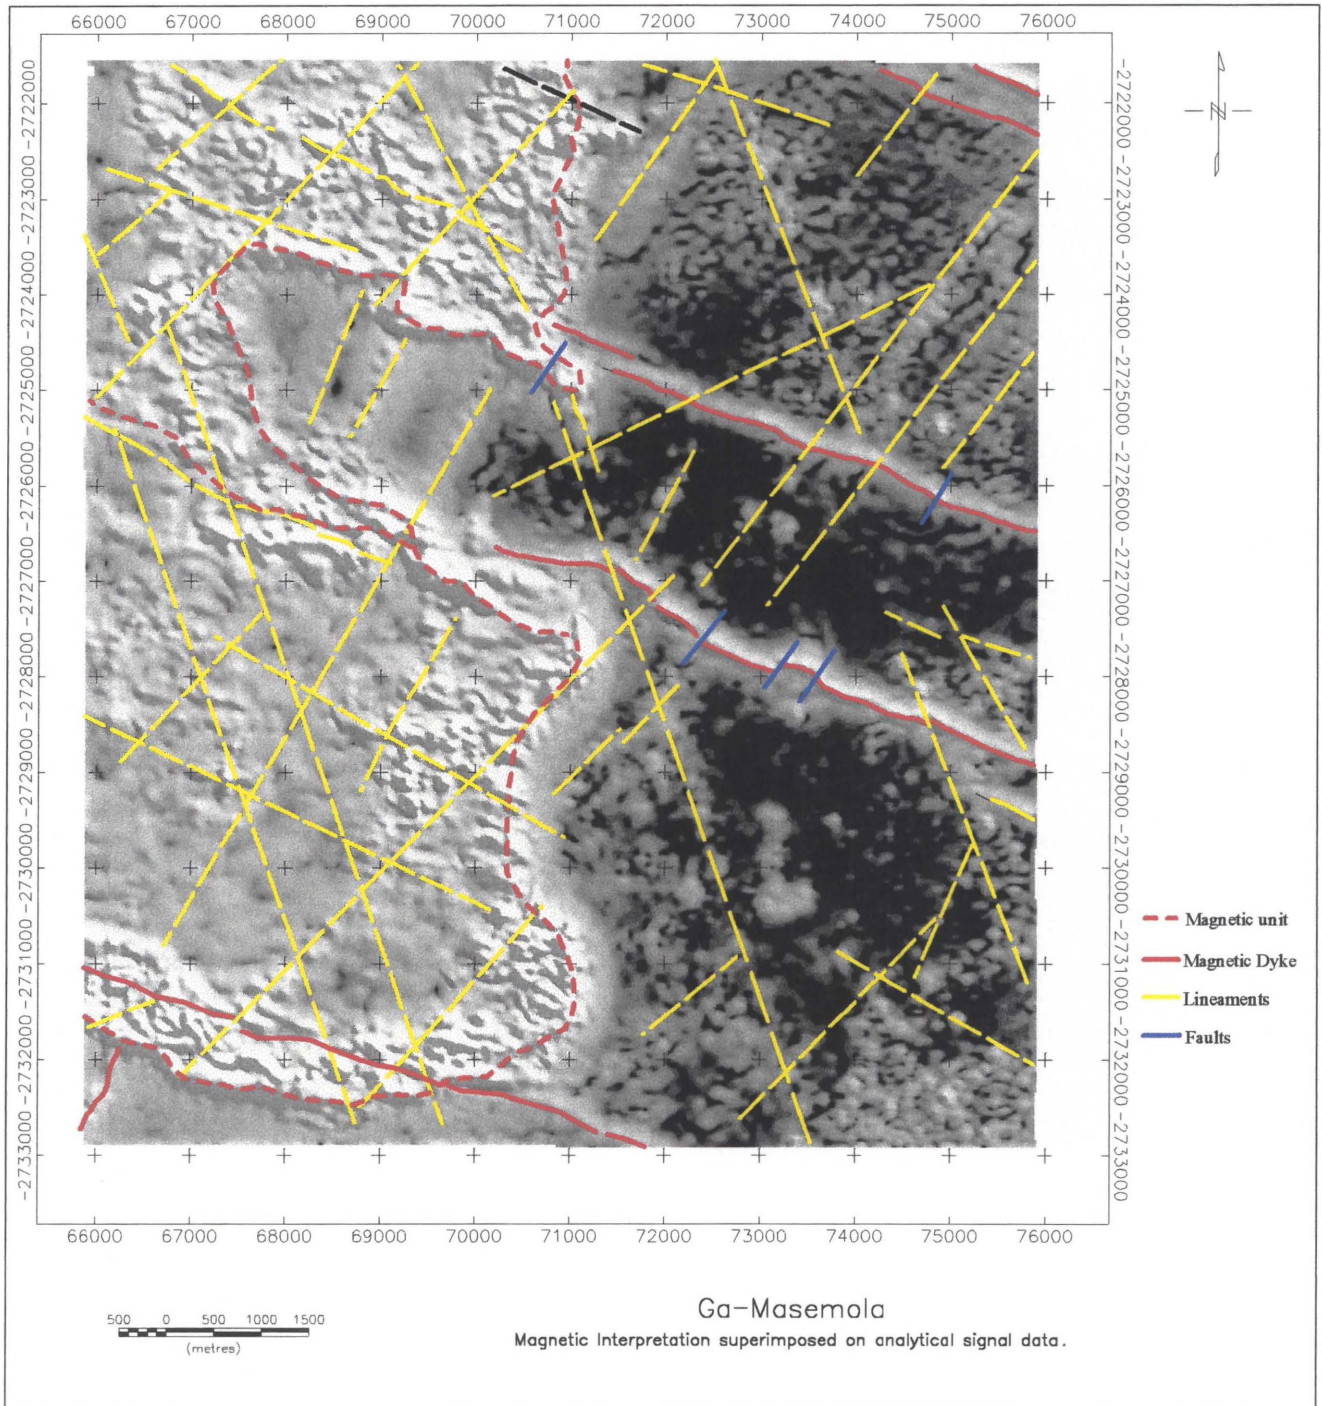 66000 67000 68000 69000 70000 71000 72000 73000 74000 75000 76000
-2722000 -2722000
-2723000 -2723000
-2724000 -2724000
-2725000 -2725000
-2726000 -2726000
-2727000 -2727000
-2728000 -2728000
-2729000 -2729000
-2730000 -2730000
-2731000 -2731000
-2732000 -2732000
-2733000 -2733000
N
Magnetic unit
Magnetic Dyke
Lineaments
Faults
66000 67000 68000 69000 70000 71000 72000 73000 74000 75000 76000
500 0 500 1000 1500
(metres)
Ga-Masemola
Magnetic Interpretation superimposed on analytical signal data.